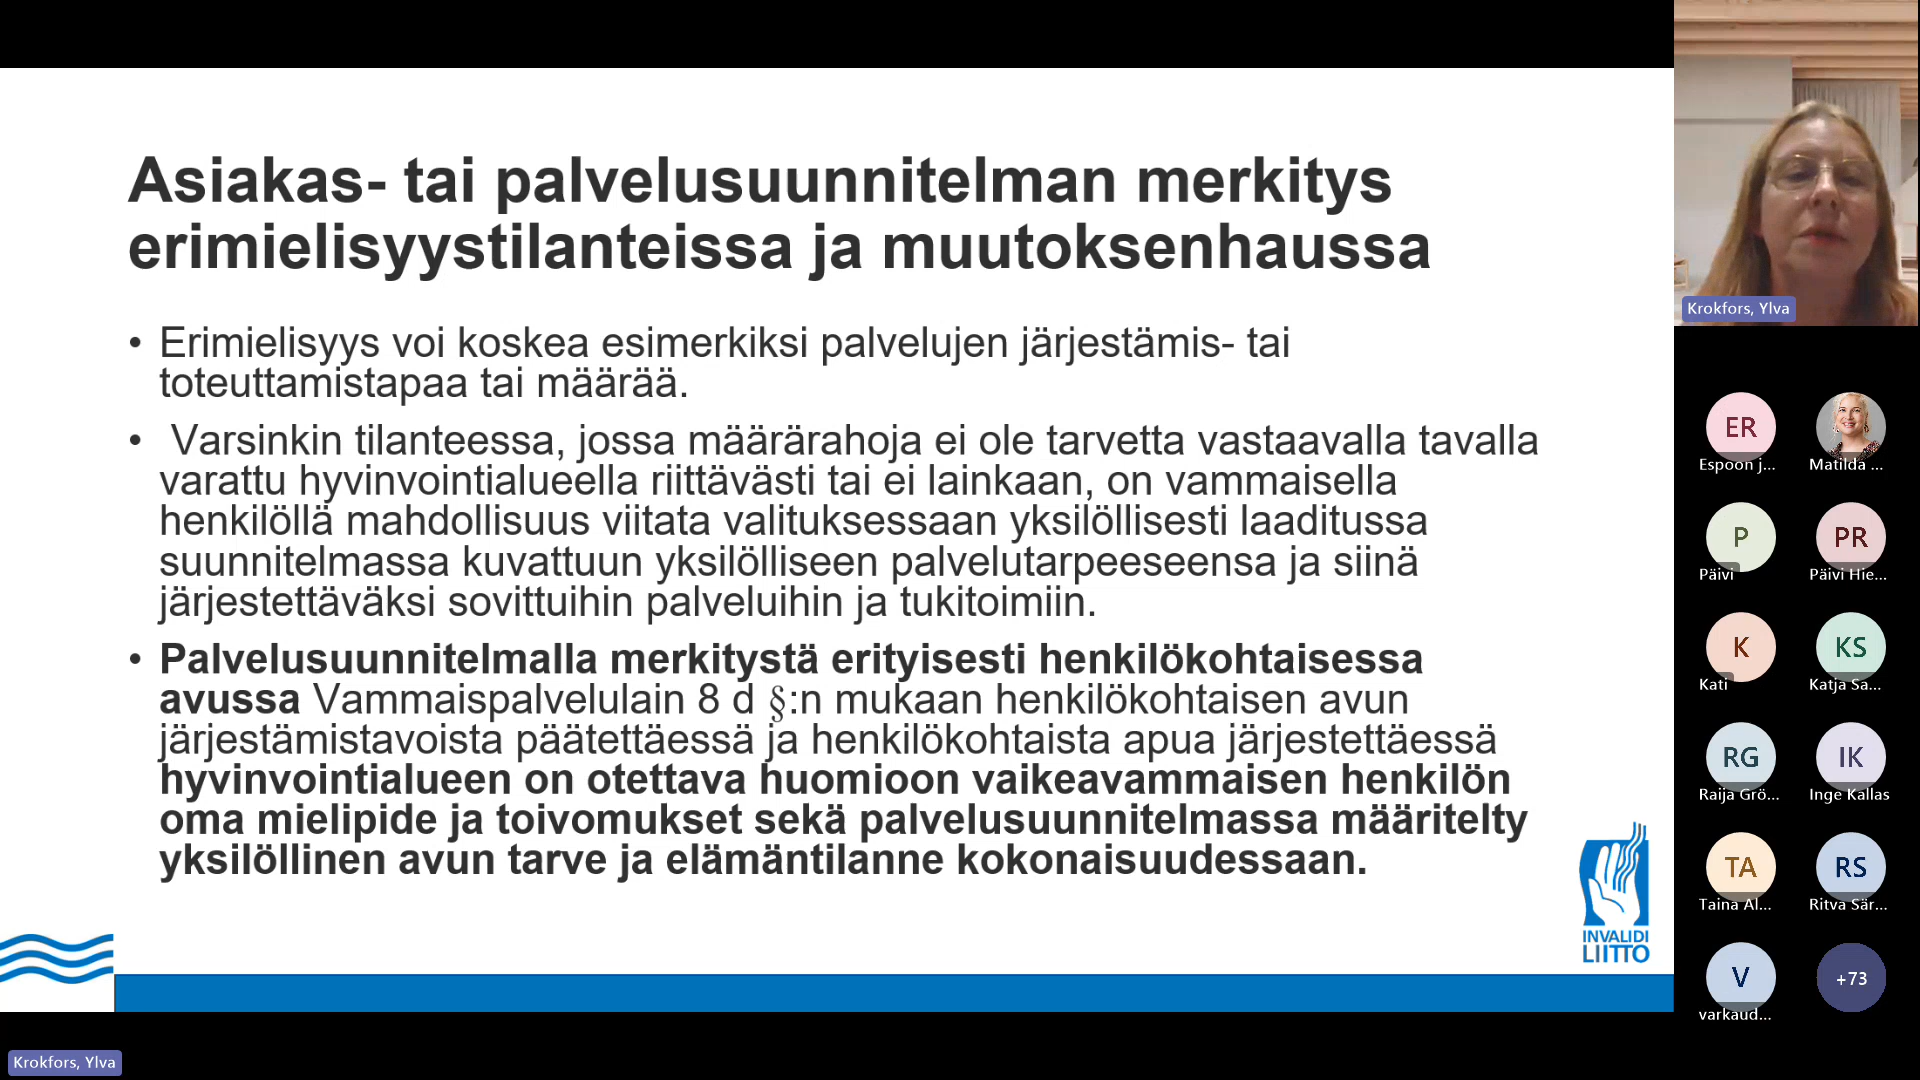 Asiakas- tai palvelusuunnitelman merkitys
erimielisyystilanteissa ja muutoksenhaussa
• Erimielisyys voi koskea esimerkiksi palvelujen järjestämis- tai
toteuttamistapaa tai määrää.
• Varsinkin tilanteessa, jossa määrärahoja ei ole tarvetta vastaavalla tavalla
varattu hyvinvointialueella riittävästi tai ei lainkaan, on vammaisella
henkilöllä mahdollisuus viitata valituksessaan yksilöllisesti laaditussa
suunnitelmassa kuvattuun yksilölliseen palvelutarpeeseensa ja siinä
järjestettäväksi sovittuihin palveluihin ja tukitoimiin.
• Palvelusuunnitelmalla merkitystä erityisesti henkilökohtaisessa
avussa Vammaispalvelulain 8 d §:n mukaan henkilökohtaisen avun
järjestämistavoista päätettäessä ja henkilökohtaista apua järjestettäessä
hyvinvointialueen on otettava huomioon vaikeavammaisen henkilön
oma mielipide ja toivomukset sekä palvelusuunnitelmassa määritelty
yksilöllinen avun tarve ja elämäntilanne kokonaisuudessaan.
INVALIDI
LIITTO
Krokfors, Ylva
Krokfors, Ylva
ER
Espoon j...
Matilda ...
P
Päivi
PR
Päivi Hie...
K
Kati
KS
Katja Sa...
RG
Raija Grö...
IK
Inge Kallas
TA
Taina Al...
RS
Ritva Sär...
V
varkaud...
+73